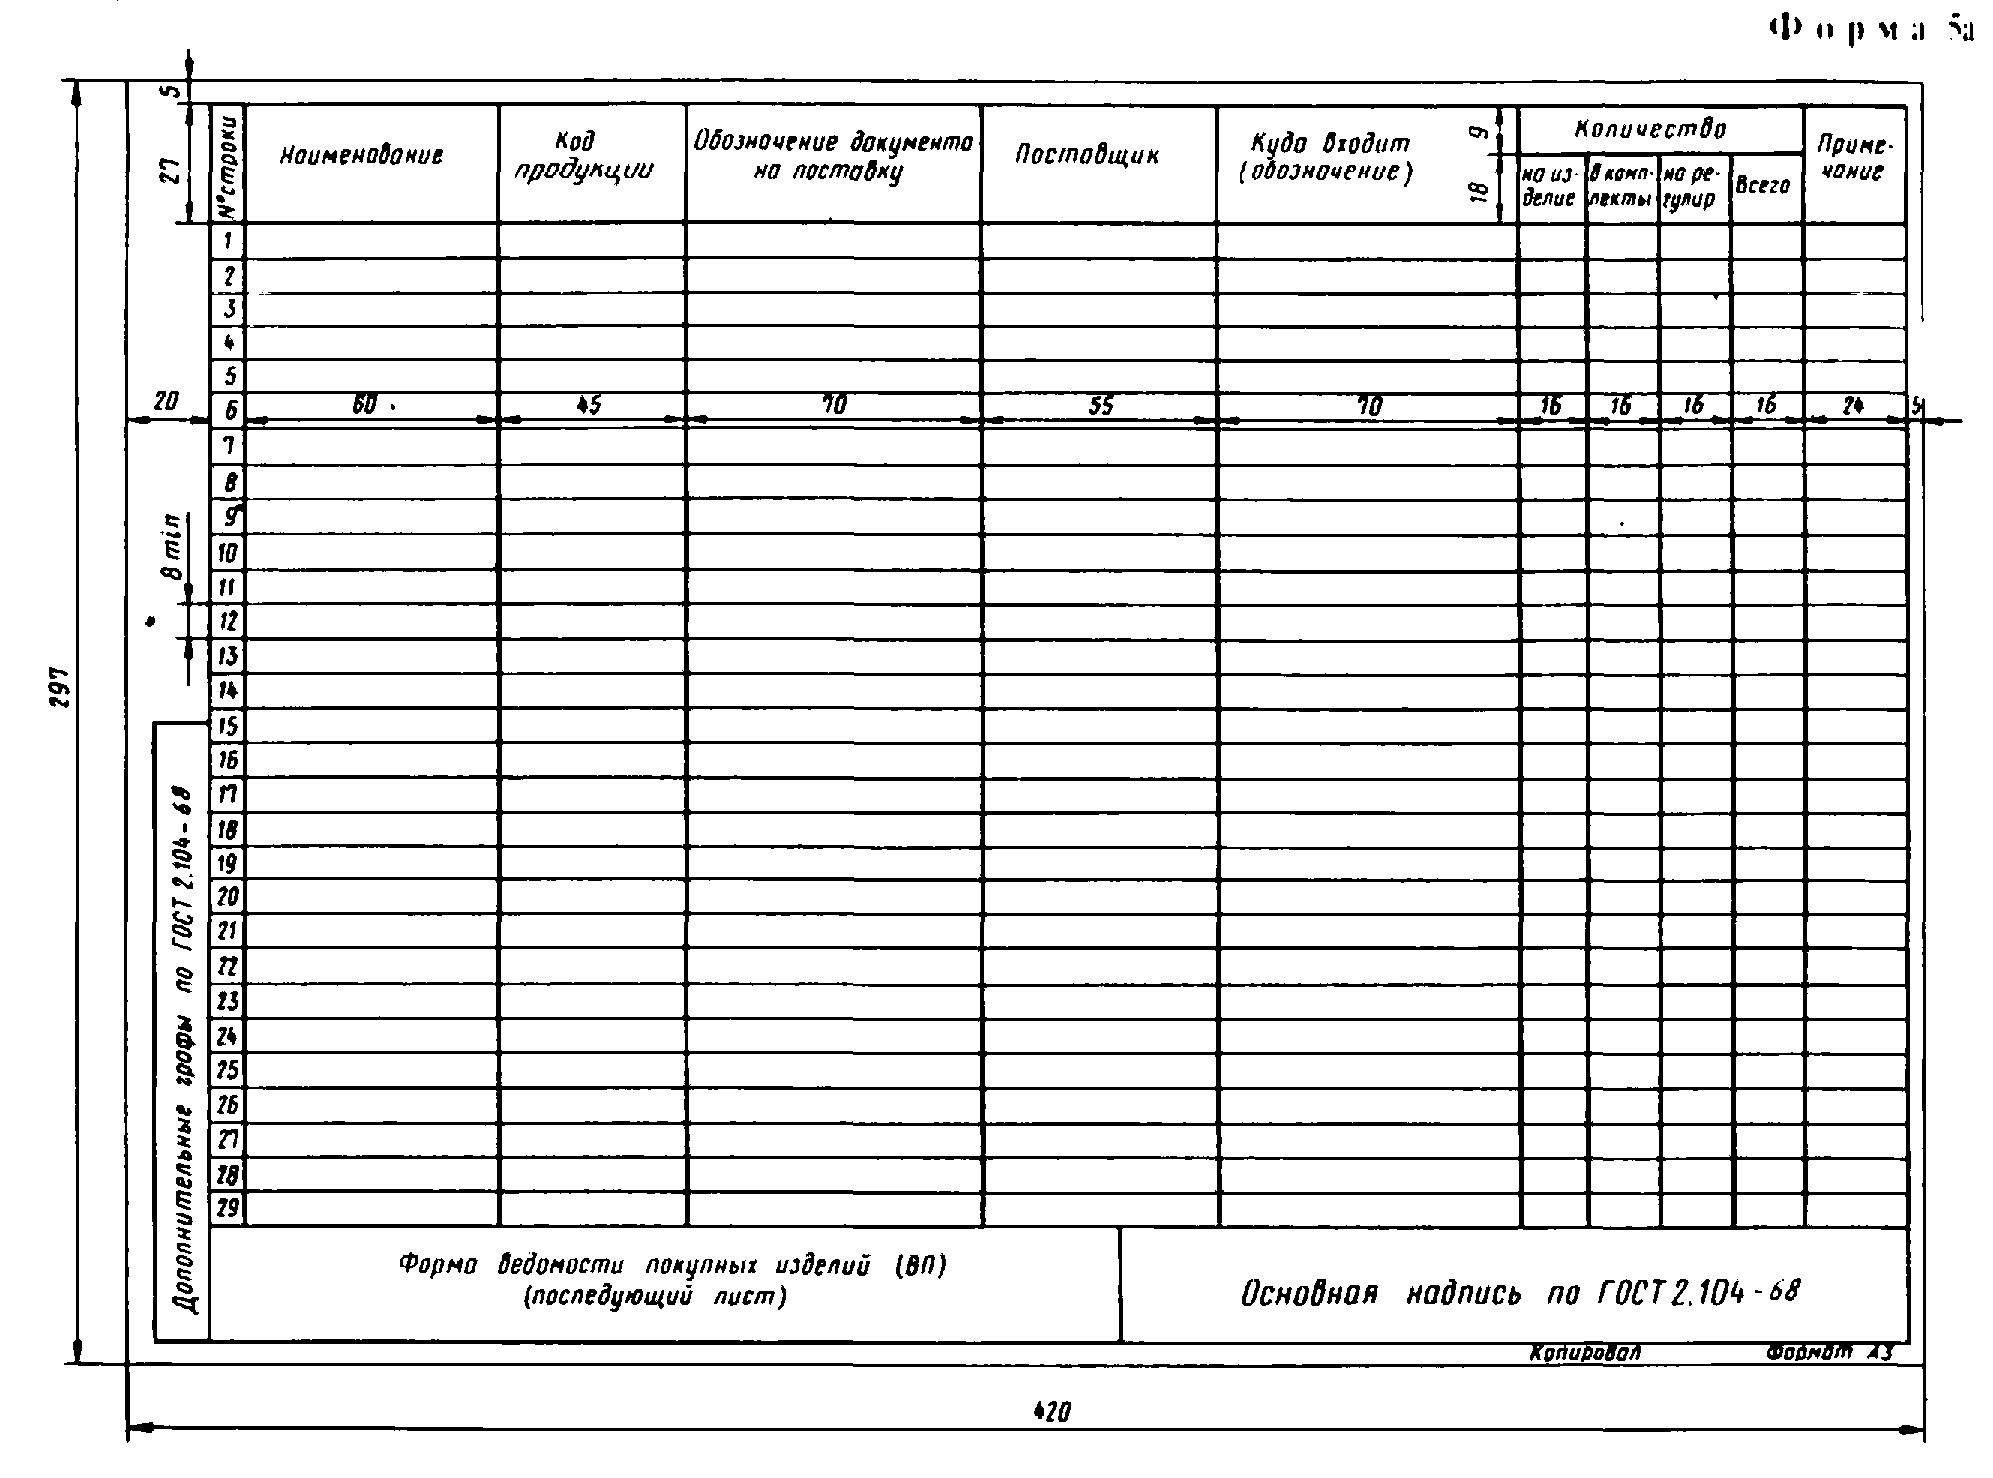 Форма 5а
5
27
№ строки
Наименование
Код
продукции
Обозначение документа
на поставку
Поставщик
Куда входит
(обозначение)
9
18
Количество
на из-
делие
в комп-
лекты
на ре-
гулир
Всего
Приме-
чание
1
2
3
4
5
6
20
60
45
70
55
70
16
16
16
16
24
5
7
8
9
10
11
12
8 min
13
14
15
16
17
18
19
20
21
22
23
24
25
26
27
28
29
297
Дополнительные графы по ГОСТ 2.104-68
Форма ведомости покупных изделий (ВП)
(последующий лист)
Основная надпись по ГОСТ 2.104-68
Копировал
Формат А3
420